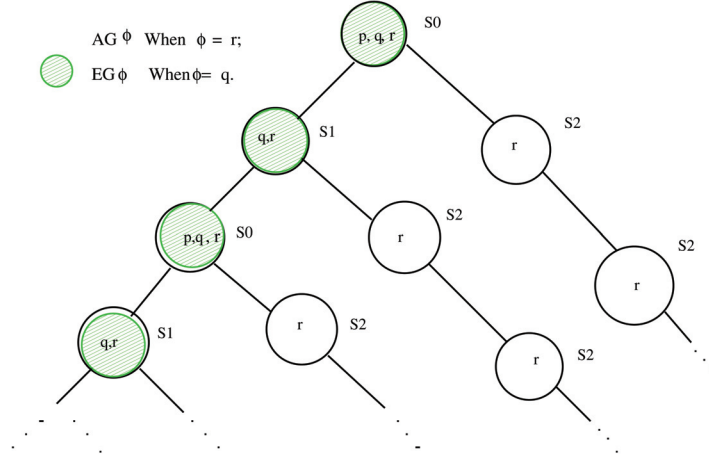 AG ϕ When ϕ = r;
EG ϕ When ϕ= q.
p, q, r
S0
q,r
S1
r
S2
p,q , r
S0
r
S2
r
S2
q,r
S1
r
S2
r
S2